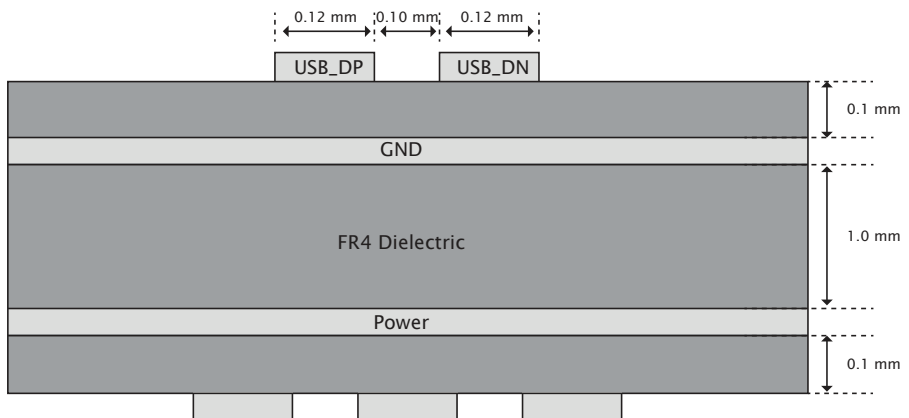 0.12 mm 0.10 mm 0.12 mm
USB_DP USB_DN
0.1 mm
GND
FR4 Dielectric
1.0 mm
Power
0.1 mm